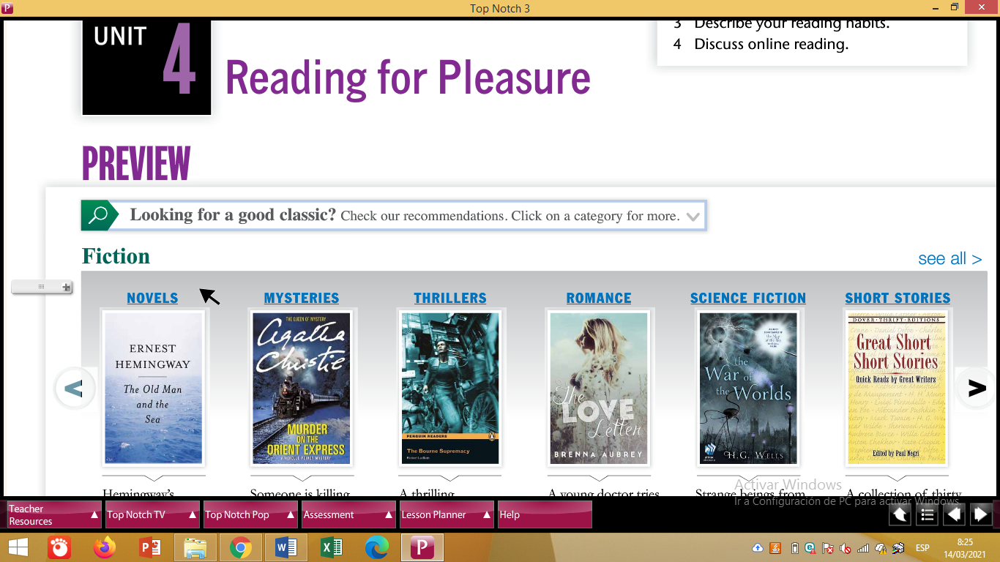 Top Notch 3
UNIT 4
Reading for Pleasure
3 Describe your reading habits.
4 Discuss online reading.
PREVIEW
Looking for a good classic? Check our recommendations. Click on a category for more.
Fiction
see all >
NOVELS
MYSTERIES
THRILLERS
ROMANCE
SCIENCE FICTION
SHORT STORIES
ERNEST
HEMINGWAY
The Old Man
and the
Sea
THE QUEEN OF MYSTERY
Agatha
Christie
MURDER
ON THE
ORIENT EXPRESS
A HERCULE POIROT MYSTERY
PENGUIN READERS
The Bourne Supremacy
Robert Ludlum
The
LOVE
Letter
BRENNA AUBREY
the
War of
the Worlds
H.G. WELLS
DOVER · THRIFT · EDITIONS
Great Short
Short Stories
Quick Reads by Great Writers
Edited by Paul Negri
Hemingway's
Someone is killing
A thrilling
A young doctor tries
Strange beings from
A collection of thirty
Activar Windows
Ir a Configuración de PC para activar Windows.
Teacher
Resources
Top Notch TV
Top Notch Pop
Assessment
Lesson Planner
Help
ESP
8:25
14/03/2021